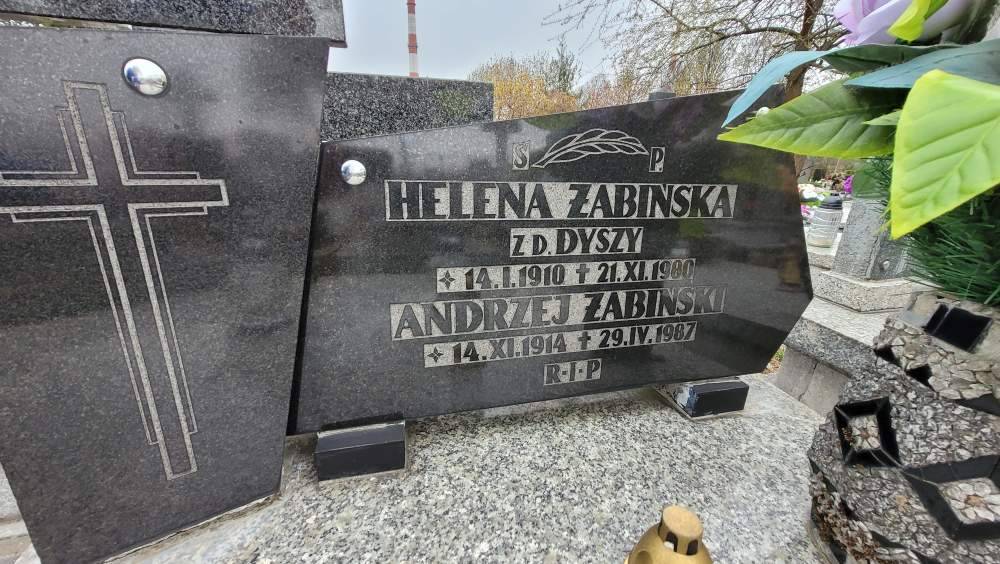 Ś. P.
HELENA ŻABIŃSKA
Z D. DYSZY
14.I.1910 † 21.XI.1980
ANDRZEJ ŻABIŃSKI
14.XI.1914 † 29.IV.1987
R·I·P